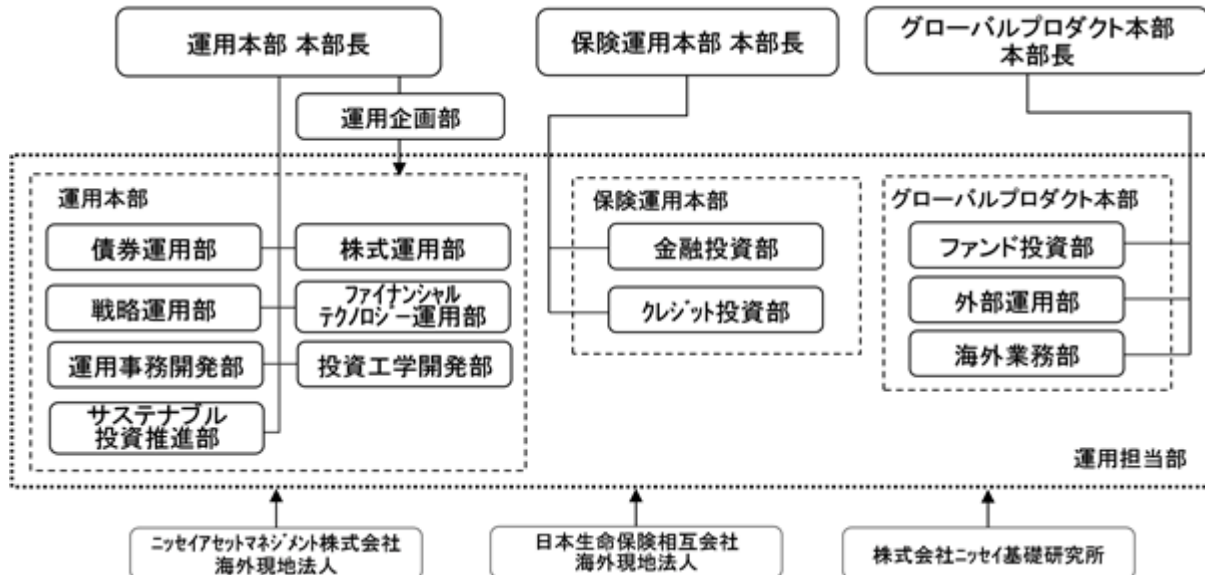 運用本部 本部長
保険運用本部 本部長
グローバルプロダクト本部
本部長
運用企画部
運用本部
債券運用部
株式運用部
戦略運用部
ファイナンシャル
テクノロジー運用部
運用事務開発部
投資工学開発部
サステナブル
投資推進部
保険運用本部
金融投資部
クレジット投資部
グローバルプロダクト本部
ファンド投資部
外部運用部
海外業務部
運用担当部
ニッセイアセットマネジメント株式会社
海外現地法人
日本生命保険相互会社
海外現地法人
株式会社ニッセイ基礎研究所